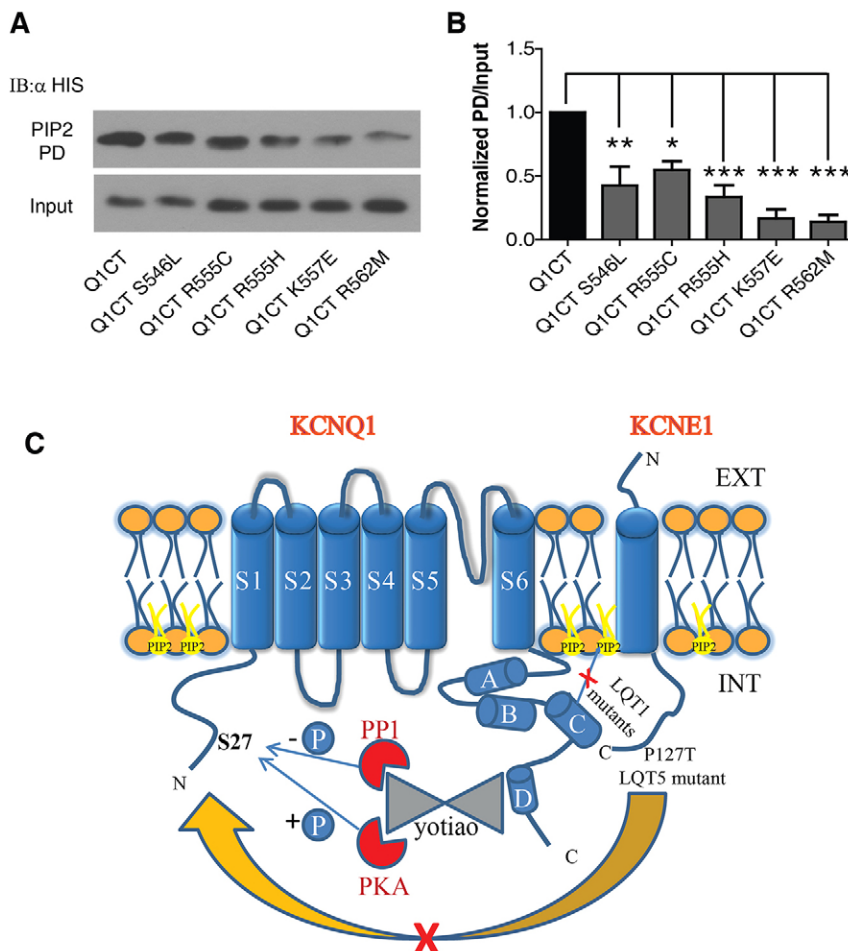 A
IB:α HIS
PIP2
PD
Input
Q1CT
Q1CT S546L
Q1CT R555C
Q1CT R555H
Q1CT K557E
Q1CT R562M
B
Normalized PD/Input
1.5
1.0
0.5
0.0
**
*
***
***
***
Q1CT
Q1CT S546L
Q1CT R555C
Q1CT R555H
Q1CT K557E
Q1CT R562M
C
KCNQ1
KCNE1
N
EXT
S1
S2
S3
S4
S5
S6
PIP2
PIP2
PIP2
PIP2
PIP2
INT
A
B
C
LQT1
mutants
X
S27
N
- P
PP1
C
P127T
LQT5 mutant
+ P
yotiao
D
C
PKA
X